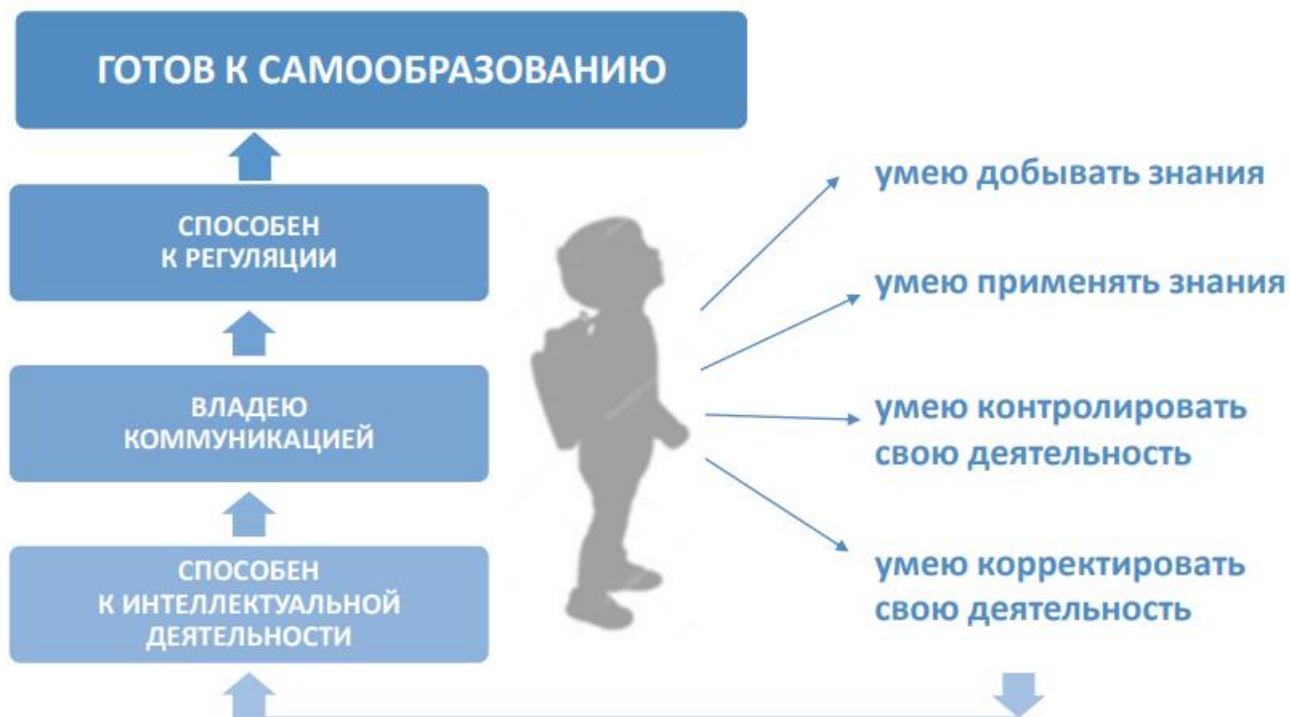 ГОТОВ К САМООБРАЗОВАНИЮ
СПОСОБЕН
К РЕГУЛЯЦИИ
ВЛАДЕЮ
КОММУНИКАЦИЕЙ
СПОСОБЕН
К ИНТЕЛЛЕКТУАЛЬНОЙ
ДЕЯТЕЛЬНОСТИ
умею добывать знания
умею применять знания
умею контролировать
свою деятельность
умею корректировать
свою деятельность